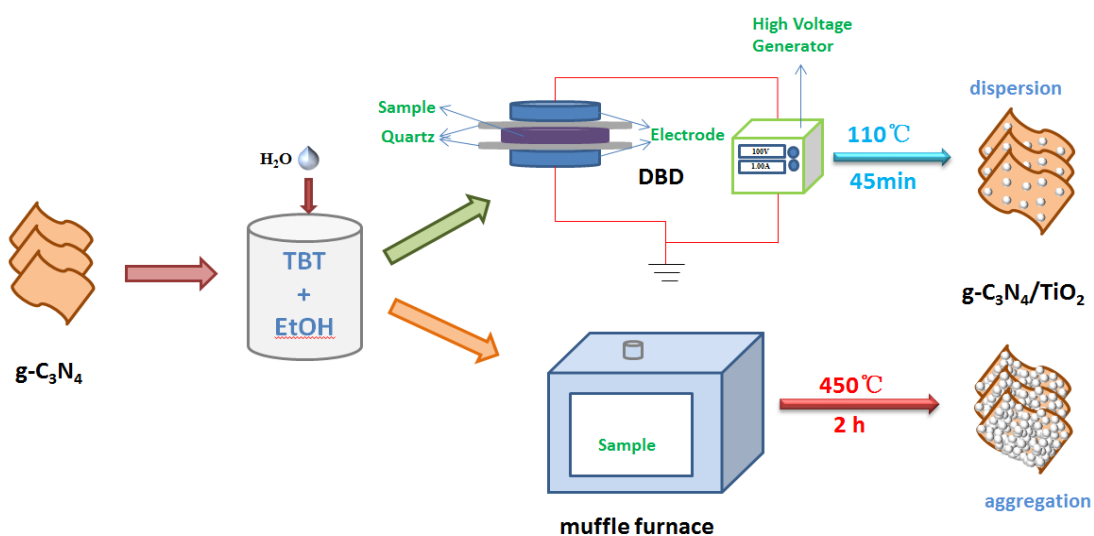 High Voltage
Generator
dispersion
Sample
Quartz
Electrode
DBD
100V
1.00A
110℃
45min
H₂O
TBT
+
EtOH
g-C₃N₄
g-C₃N₄/TiO₂
450℃
2 h
Sample
aggregation
muffle furnace